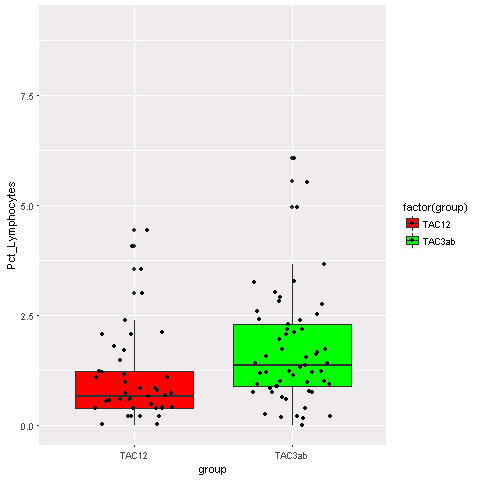 Pct_Lymphocytes
7.5
5.0
2.5
0.0
TAC12
TAC3ab
group
factor(group)
TAC12
TAC3ab